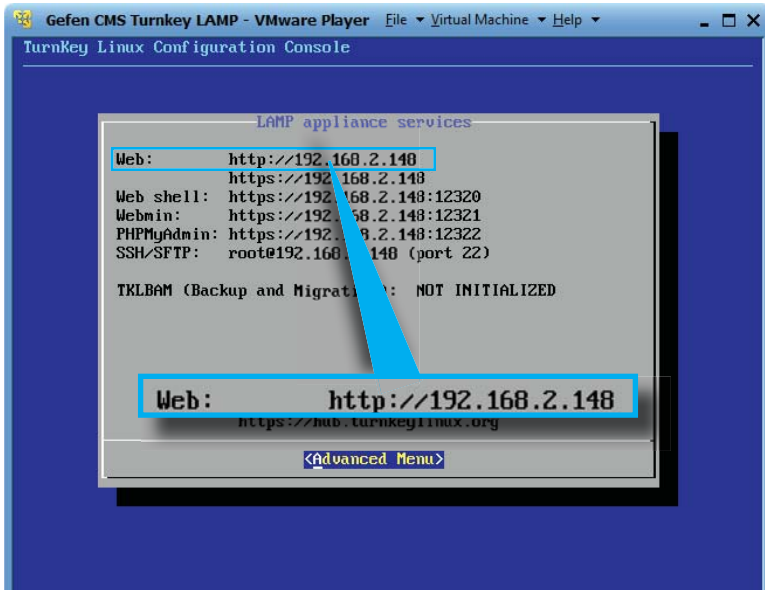 Gefen CMS Turnkey LAMP - VMware Player File Virtual Machine Help
TurnKey Linux Configuration Console
LAMP appliance services
Web: http://192.168.2.148
https://192.168.2.148
Web shell: https://192.168.2.148:12320
Webmin: https://192.168.2.148:12321
PHPMyAdmin: https://192.168.2.148:12322
SSH/SFTP: root@192.168.2.148 (port 22)
TKLBAM (Backup and Migration): NOT INITIALIZED
Web: http://192.168.2.148
https://hub.turnkeylinux.org
<Advanced Menu>